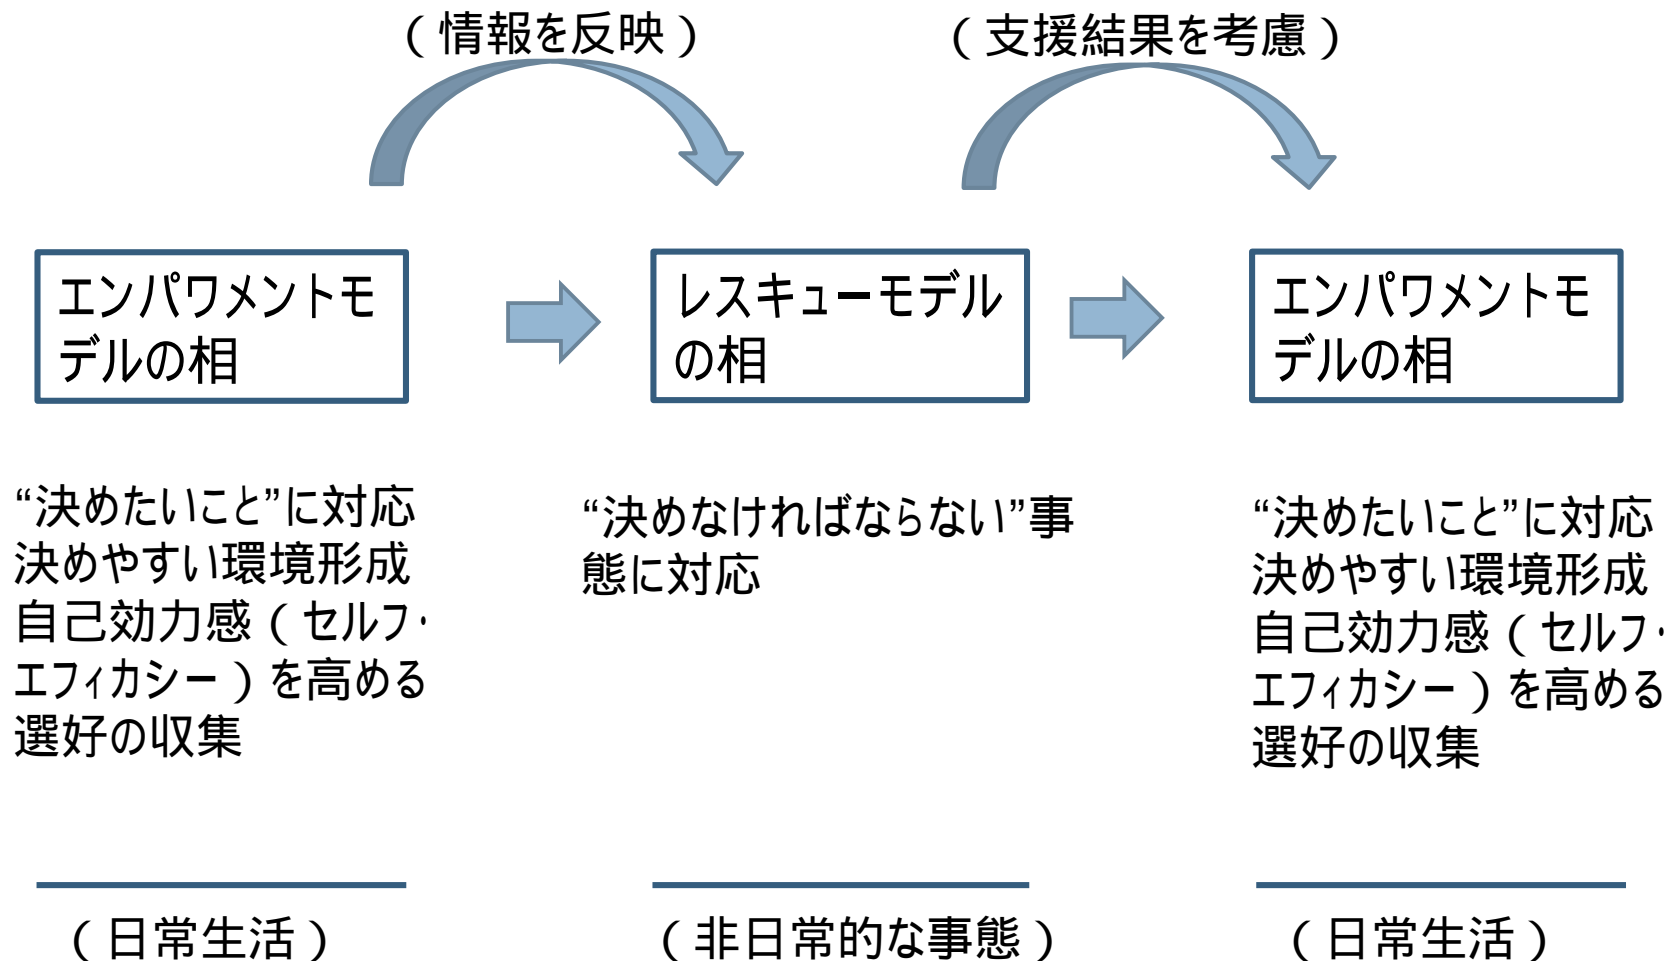 （情報を反映）
（支援結果を考慮）
エンパワメントモ
デルの相
レスキューモデル
の相
エンパワメントモ
デルの相
“決めたいこと”に対応
決めやすい環境形成
自己効力感（セルフ・
エフィカシー）を高める
選好の収集
“決めなければならない”事
態に対応
“決めたいこと”に対応
決めやすい環境形成
自己効力感（セルフ・
エフィカシー）を高める
選好の収集
（日常生活）
（非日常的な事態）
（日常生活）